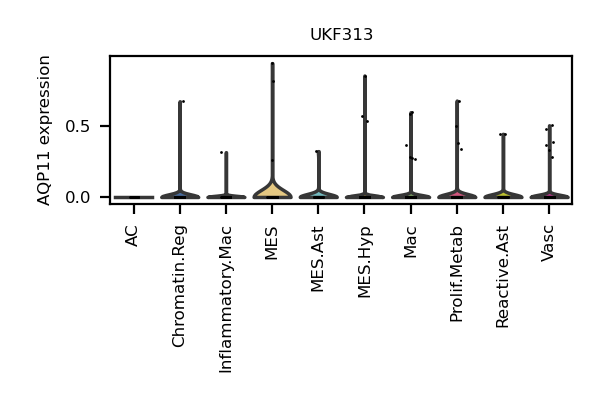 UKF313
AQP11 expression
0.5
0.0
AC
Chromatin.Reg
Inflammatory.Mac
MES
MES.Ast
MES.Hyp
Mac
Prolif.Metab
Reactive.Ast
Vasc